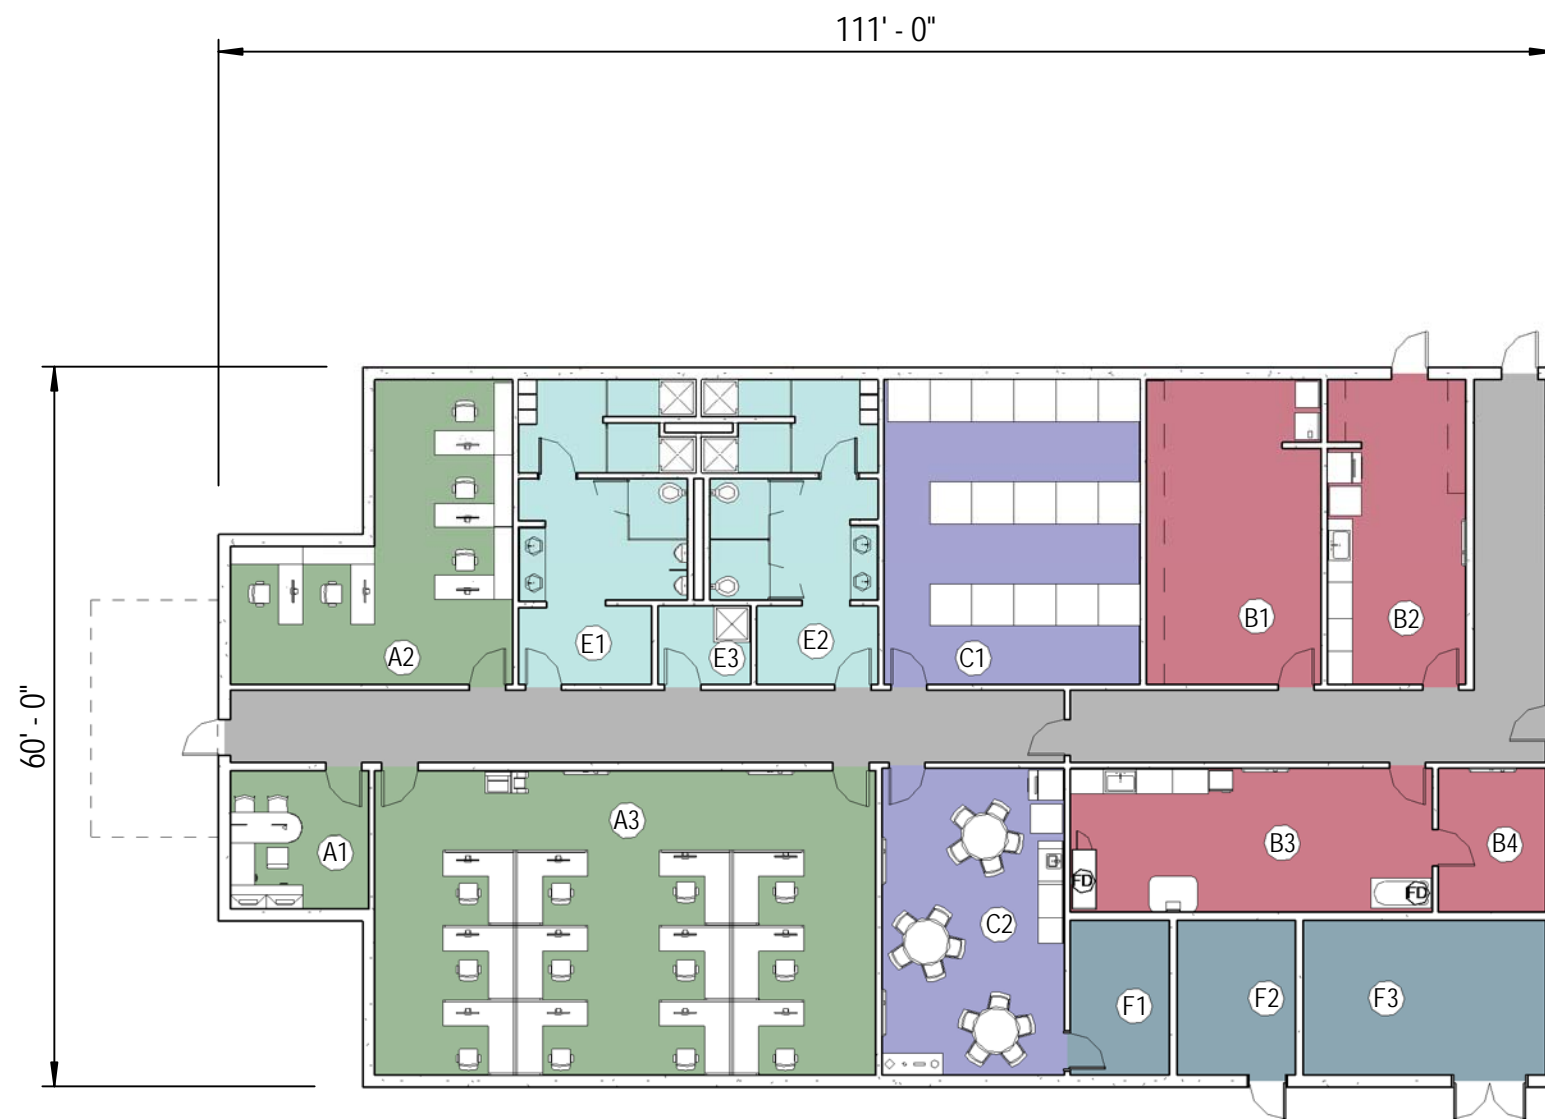 111' - 0"
60' - 0"
A2
E1
E3
E2
C1
B1
B2
A1
A3
C2
B3
B4
FD
FD
F1
F2
F3